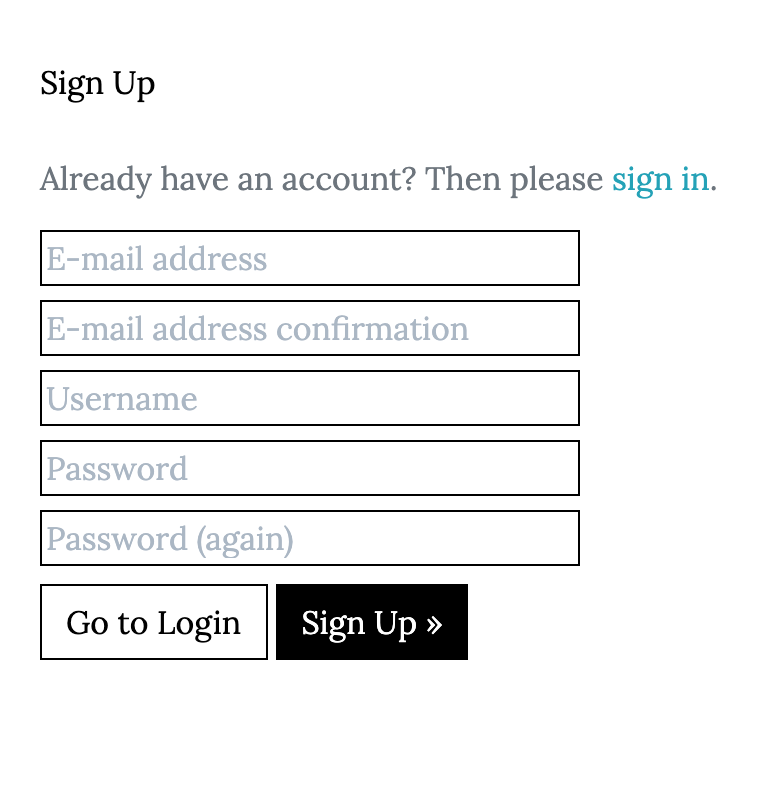 Sign Up
Already have an account? Then please sign in.
E-mail address
E-mail address confirmation
Username
Password
Password (again)
Go to Login Sign Up »